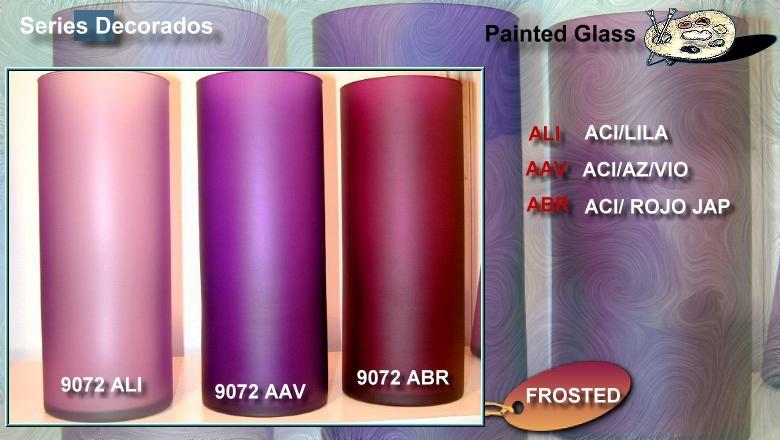 Series Decorados
Painted Glass
ALI ACI/LILA
AAV ACI/AZ/VIO
ABR ACI/ ROJO JAP
9072 ALI
9072 AAV
9072 ABR
FROSTED